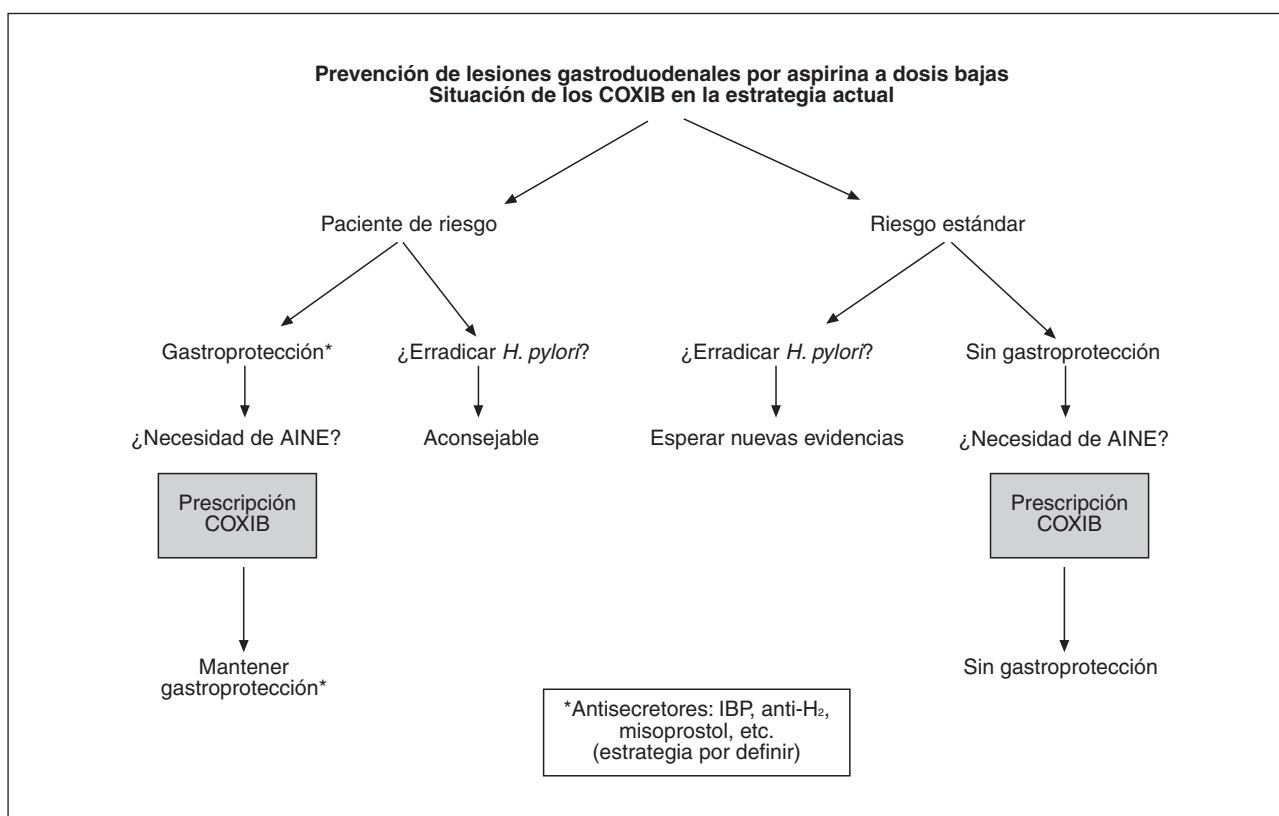 Prevención de lesiones gastroduodenales por aspirina a dosis bajas
Situación de los COXIB en la estrategia actual
Paciente de riesgo
Riesgo estándar
Gastroprotección*
¿Erradicar H. pylori?
¿Erradicar H. pylori?
Sin gastroprotección
¿Necesidad de AINE?
Aconsejable
Esperar nuevas evidencias
¿Necesidad de AINE?
Prescripción
COXIB
Prescripción
COXIB
Mantener
gastroprotección*
Sin gastroprotección
*Antisecretores: IBP, anti-H₂,
misoprostol, etc.
(estrategia por definir)